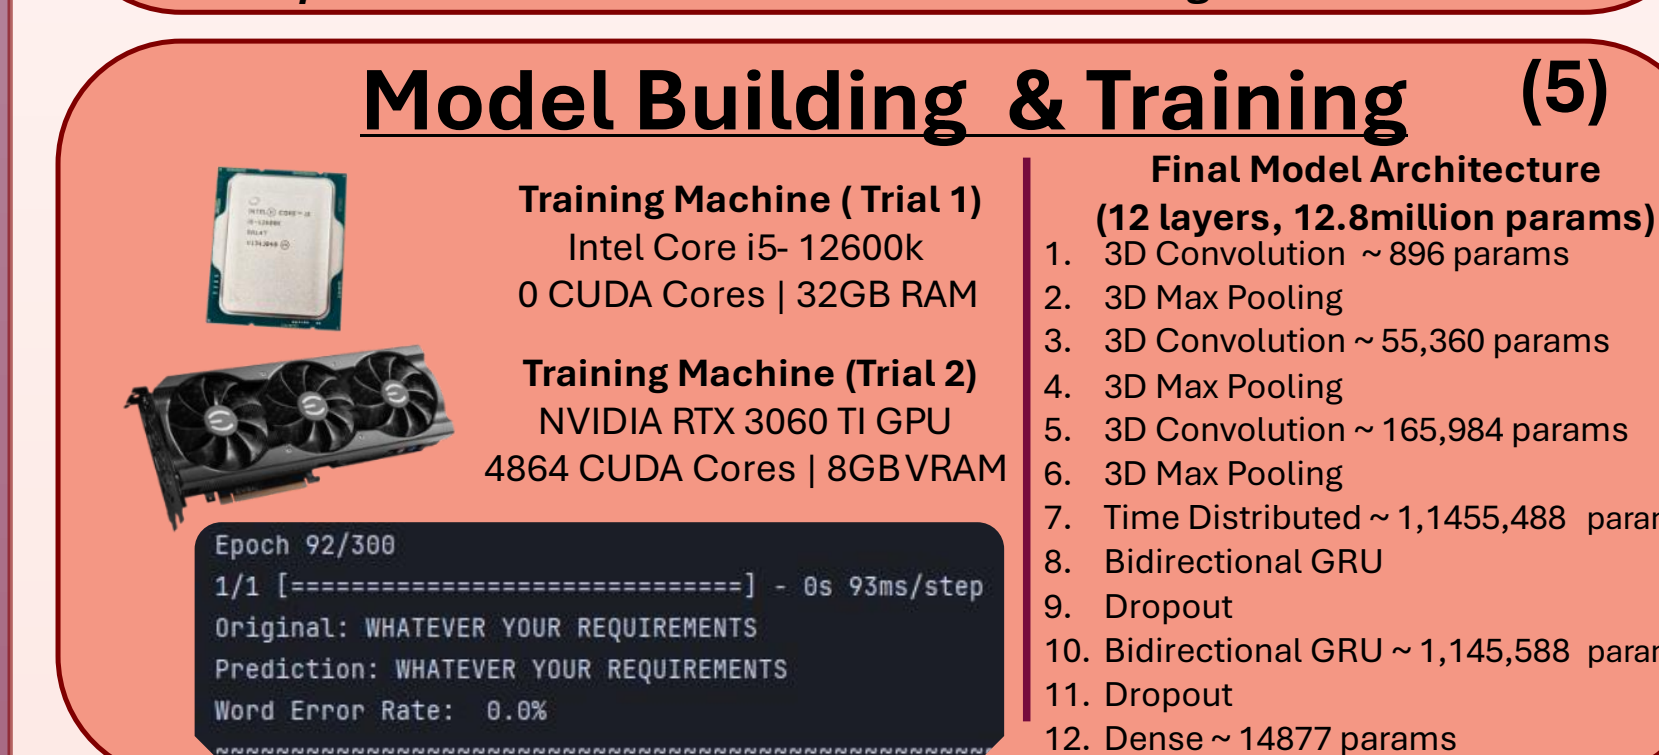 Model Building & Training
(5)
Training Machine ( Trial 1)
Intel Core i5- 12600k
0 CUDA Cores | 32GB RAM
Training Machine (Trial 2)
NVIDIA RTX 3060 TI GPU
4864 CUDA Cores | 8GB VRAM
Epoch 92/300
1/1 [==============================] - 0s 93ms/step
Original: WHATEVER YOUR REQUIREMENTS
Prediction: WHATEVER YOUR REQUIREMENTS
Word Error Rate: 0.0%
Final Model Architecture
(12 layers, 12.8million params)
1. 3D Convolution ~ 896 params
2. 3D Max Pooling
3. 3D Convolution ~ 55,360 params
4. 3D Max Pooling
5. 3D Convolution ~ 165,984 params
6. 3D Max Pooling
7. Time Distributed ~ 1,1455,488 param
8. Bidirectional GRU
9. Dropout
10. Bidirectional GRU ~ 1,145,588 param
11. Dropout
12. Dense ~ 14877 params